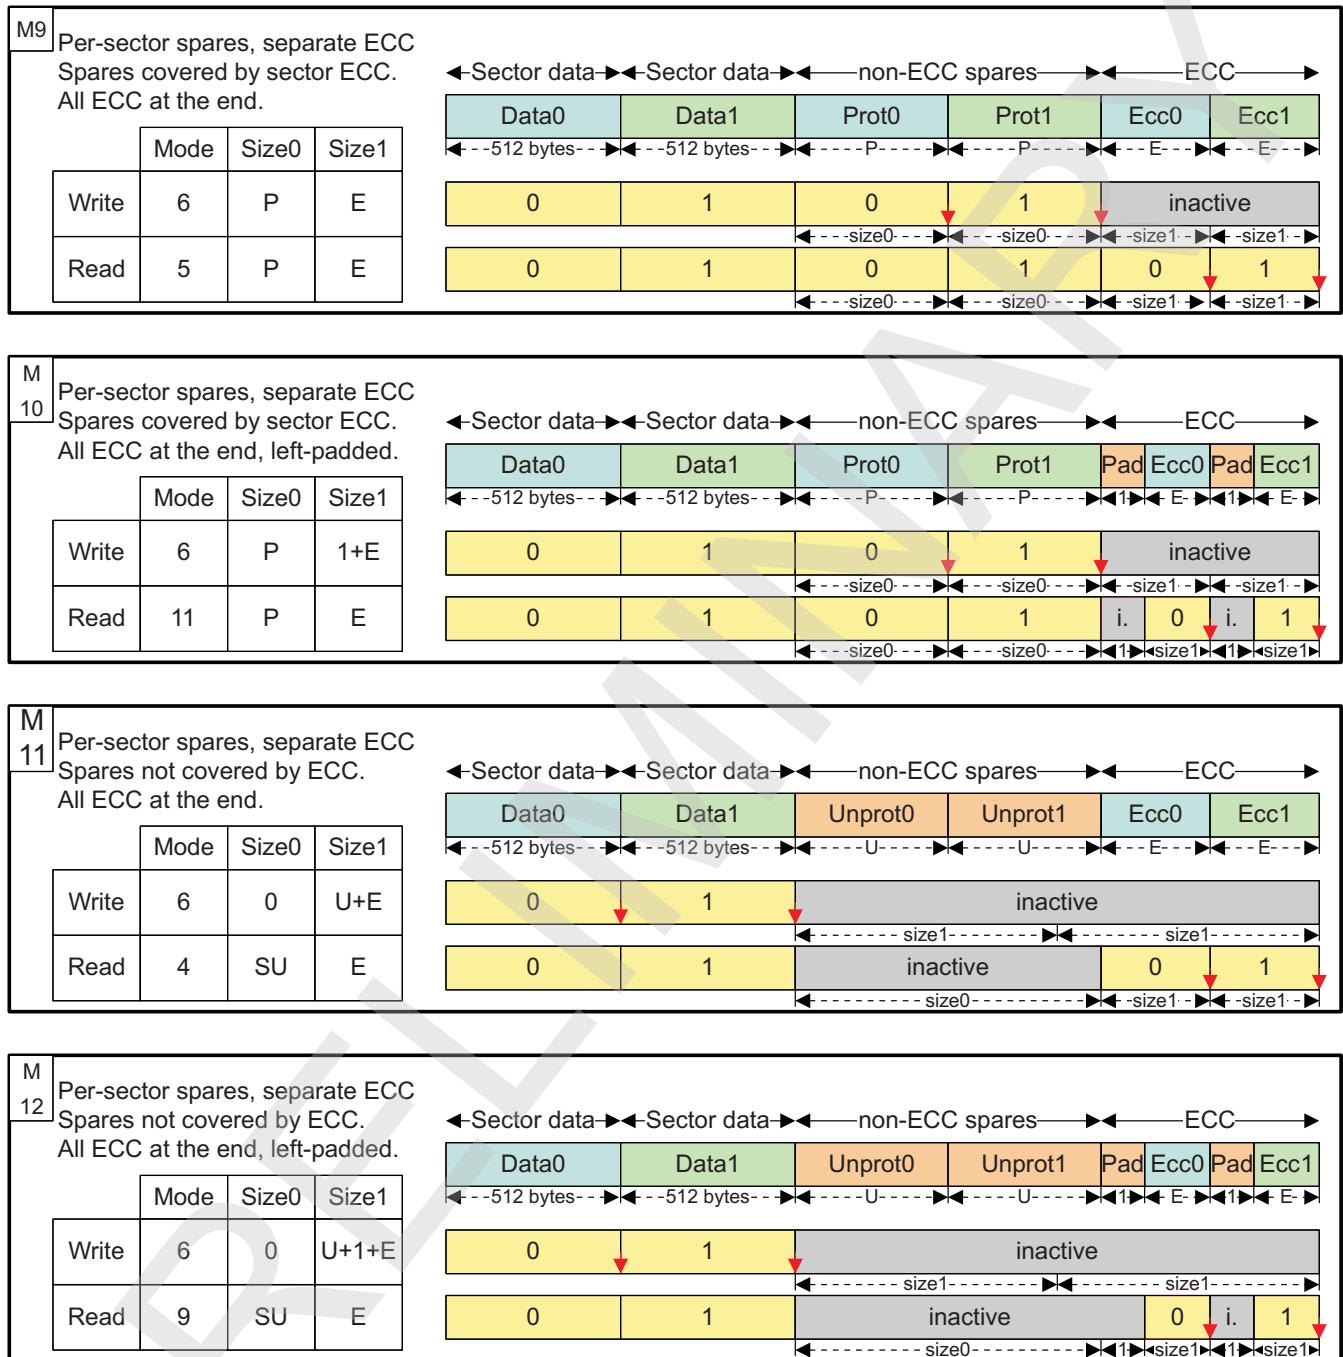 M9
Per-sector spares, separate ECC
Spares covered by sector ECC.
All ECC at the end.
Mode Size0 Size1
Write 6 P E
Read 5 P E
Sector data Sector data non-ECC spares ECC
Data0 Data1 Prot0 Prot1 Ecc0 Ecc1
512 bytes 512 bytes P P E E
0 1 0 1 inactive
size0 size0 size1 size1
0 1 0 1 0 1
size0 size0 size1 size1
M
10
Per-sector spares, separate ECC
Spares covered by sector ECC.
All ECC at the end, left-padded.
Mode Size0 Size1
Write 6 P 1+E
Read 11 P E
Sector data Sector data non-ECC spares ECC
Data0 Data1 Prot0 Prot1 Pad Ecc0 Pad Ecc1
512 bytes 512 bytes P P 1 E 1 E
0 1 0 1 inactive
size0 size0 size1 size1
0 1 0 1 i. 0 i. 1
size0 size0 1 size1 1 size1
M
11
Per-sector spares, separate ECC
Spares not covered by ECC.
All ECC at the end.
Mode Size0 Size1
Write 6 0 U+E
Read 4 SU E
Sector data Sector data non-ECC spares ECC
Data0 Data1 Unprot0 Unprot1 Ecc0 Ecc1
512 bytes 512 bytes U U E E
0 1 inactive
size1 size1
0 1 inactive 0 1
size0 size1 size1
M
12
Per-sector spares, separate ECC
Spares not covered by ECC.
All ECC at the end, left-padded.
Mode Size0 Size1
Write 6 0 U+1+E
Read 9 SU E
Sector data Sector data non-ECC spares ECC
Data0 Data1 Unprot0 Unprot1 Pad Ecc0 Pad Ecc1
512 bytes 512 bytes U U 1 E 1 E
0 1 inactive
size1 size1
0 1 inactive 0 i. 1
size0 1 size1 1 size1
RELIMINARY